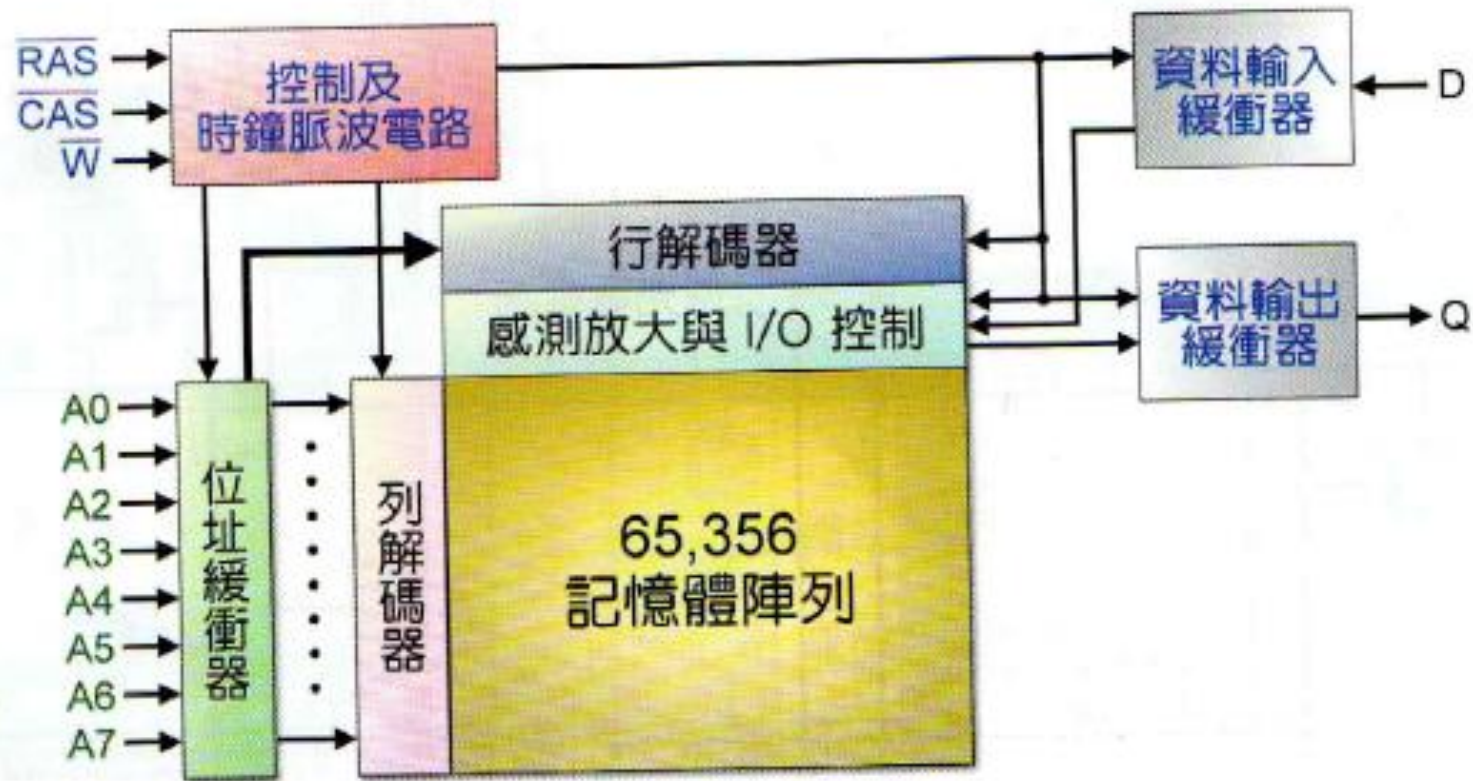 RAS
CAS
W
控制及
時鐘脈波電路
資料輸入
緩衝器
D
行解碼器
感測放大與 I/O 控制
資料輸出
緩衝器
Q
A0
A1
A2
A3
A4
A5
A6
A7
位址緩衝器
列解碼器
65,356
記憶體陣列